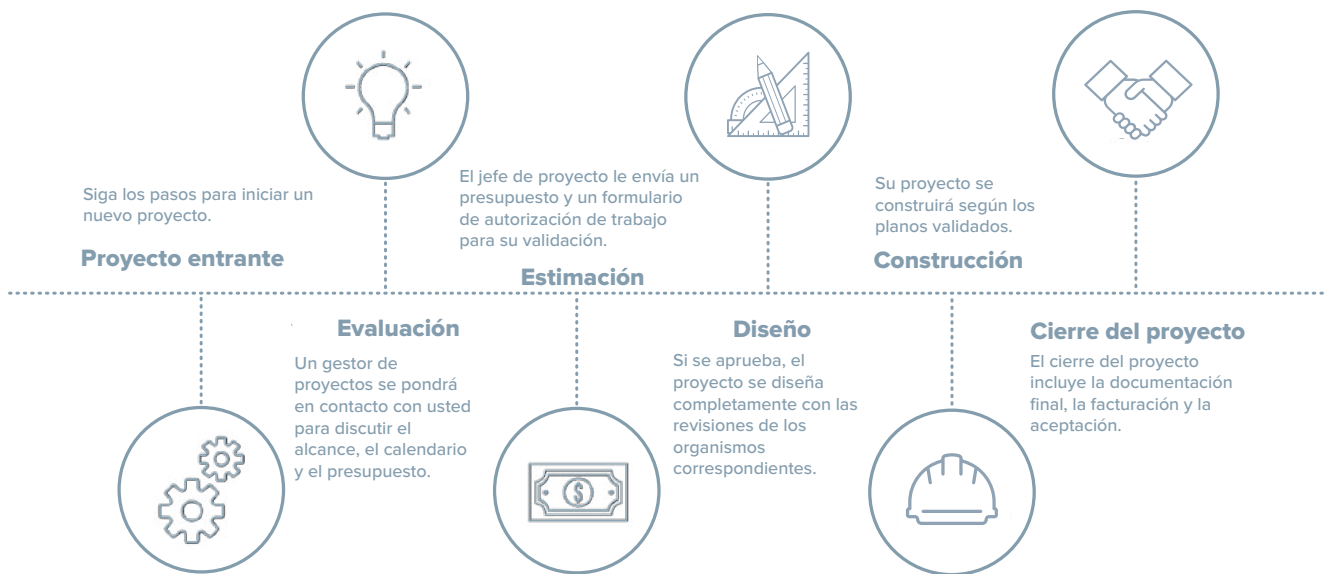 Siga los pasos para iniciar un
nuevo proyecto.
Proyecto entrante
Evaluación
Un gestor de
proyectos se pondrá
en contacto con usted
para discutir el
alcance, el calendario
y el presupuesto.
El jefe de proyecto le envía un
presupuesto y un formulario
de autorización de trabajo
para su validación.
Estimación
Diseño
Si se aprueba, el
proyecto se diseña
completamente con las
revisiones de los
organismos
correspondientes.
Su proyecto se
construirá según los
planos validados.
Construcción
Cierre del proyecto
El cierre del proyecto
incluye la documentación
final, la facturación y la
aceptación.